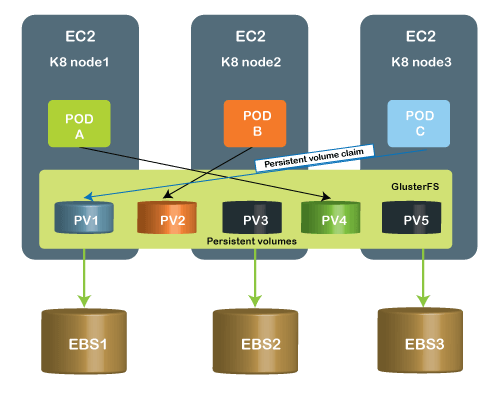 EC2
K8 node1
EC2
K8 node2
EC2
K8 node3
POD
A
POD
B
POD
C
Persistent volume claim
GlusterFS
PV1
PV2
PV3
PV4
PV5
Persistent volumes
EBS1
EBS2
EBS3